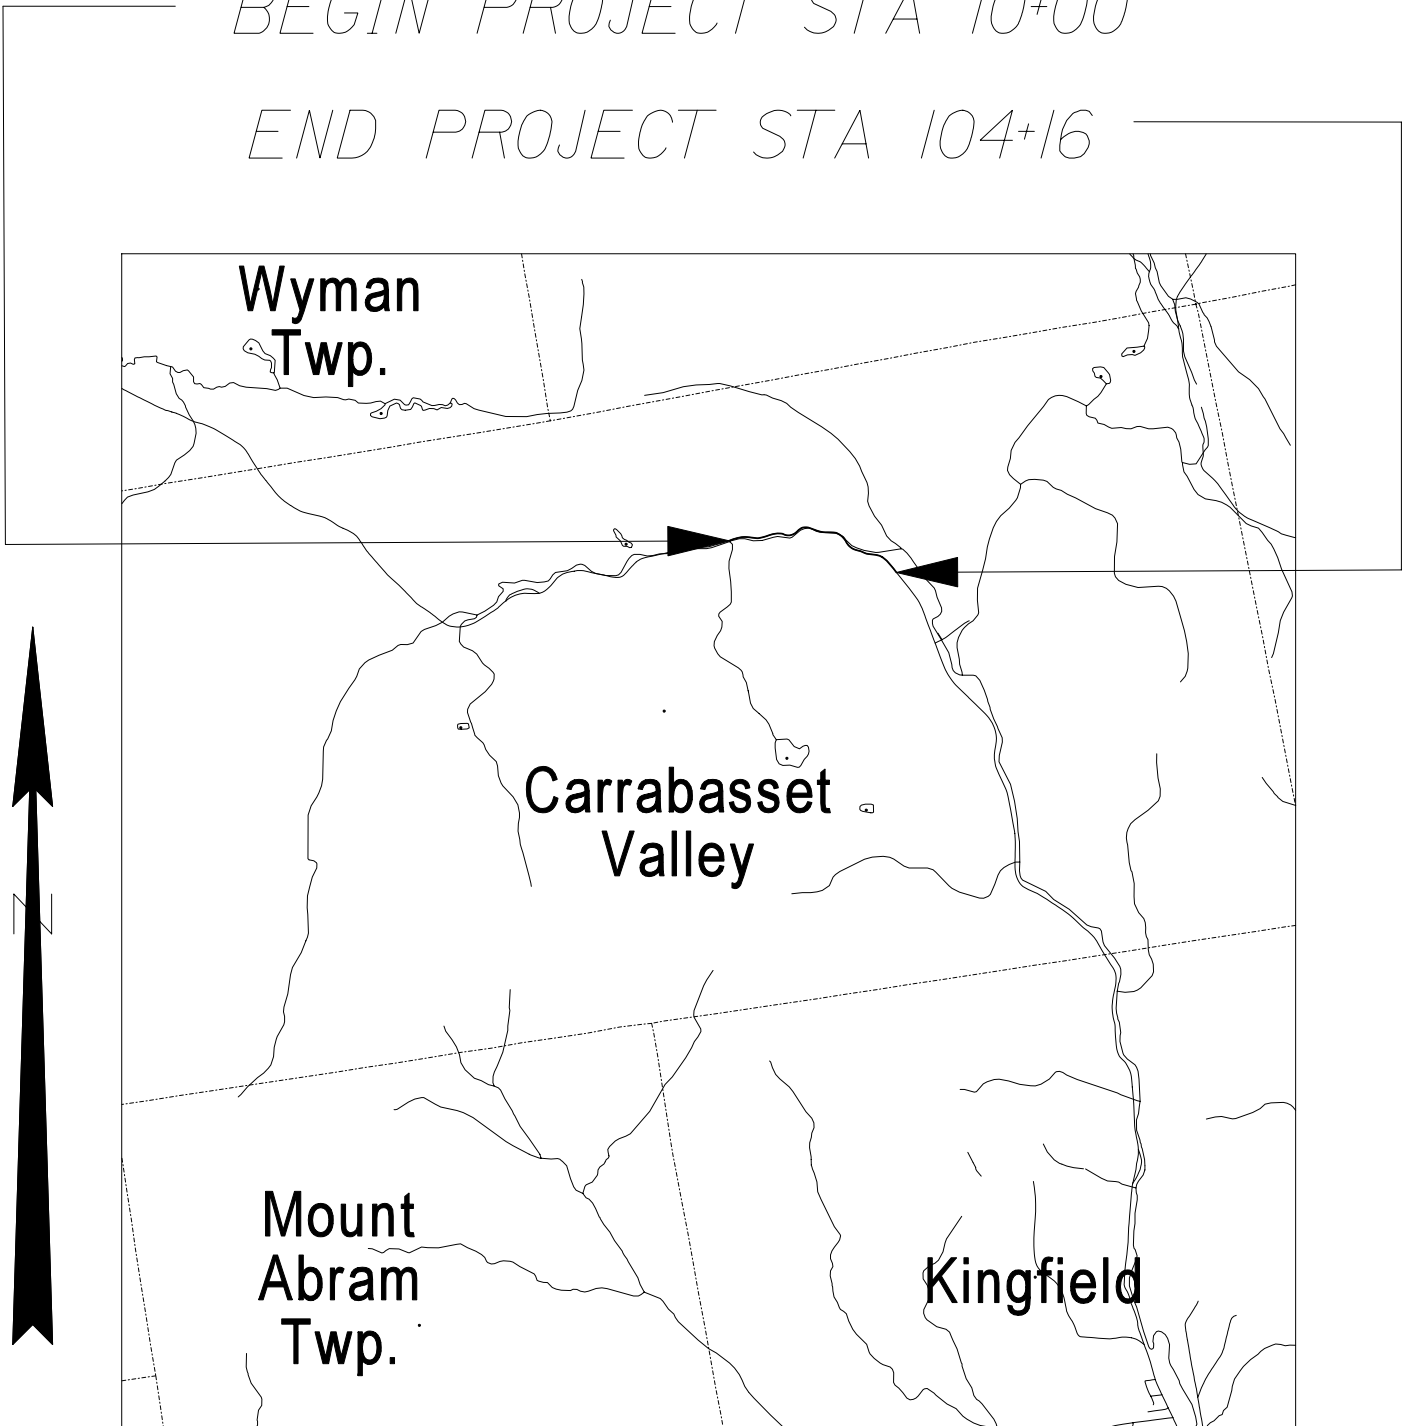 BEGIN PROJECT STA 10+00
END PROJECT STA 104+16
Wyman
Twp.
Carrabasset
Valley
N
Mount
Abram
Twp.
Kingfield